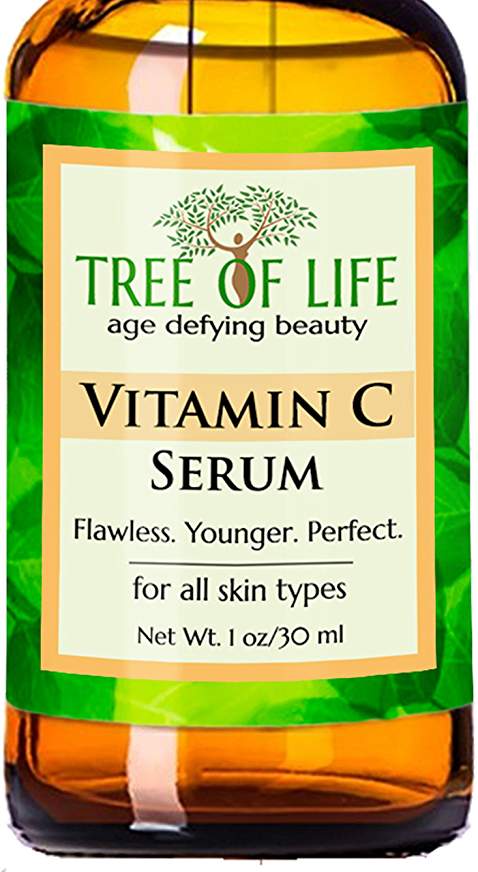 TREE OF LIFE
age defying beauty
VITAMIN C
SERUM
Flawless. Younger. Perfect.
for all skin types
Net Wt. 1 oz/30 ml